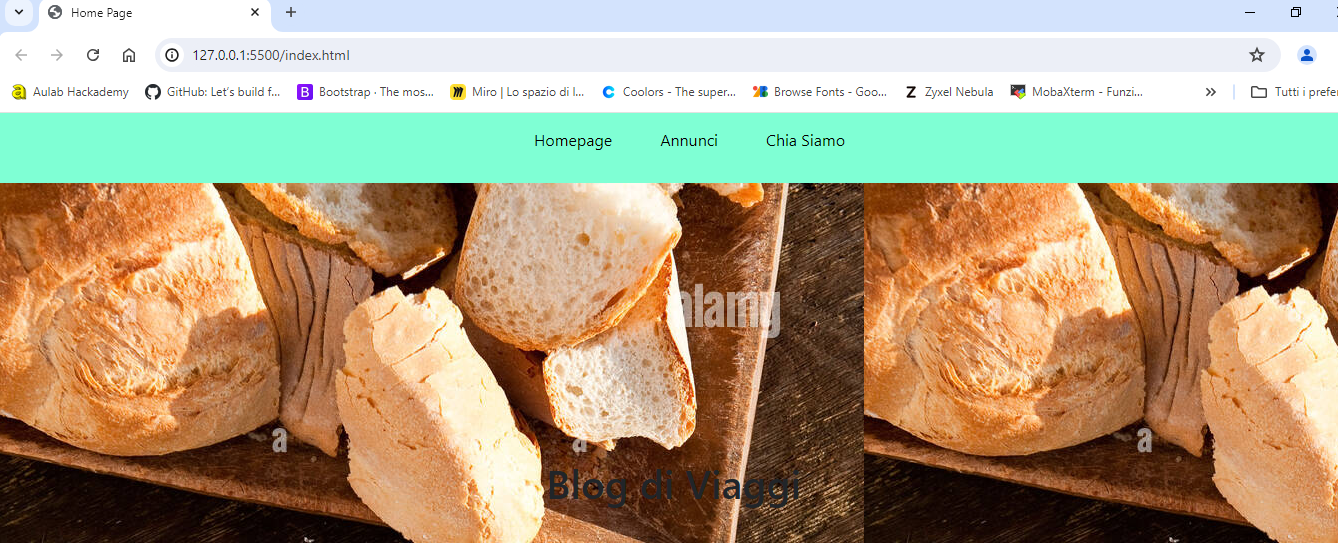 Home Page
127.0.0.1:5500/index.html
Aulab Hackademy GitHub: Let's build f... Bootstrap · The mos... Miro | Lo spazio di l... Coolors - The super... Browse Fonts - Goo... Zyxel Nebula MobaXterm - Funzi... » Tutti i prefer
Homepage Annunci Chia Siamo
alamy
a a
a a a
Blog di Viaggi